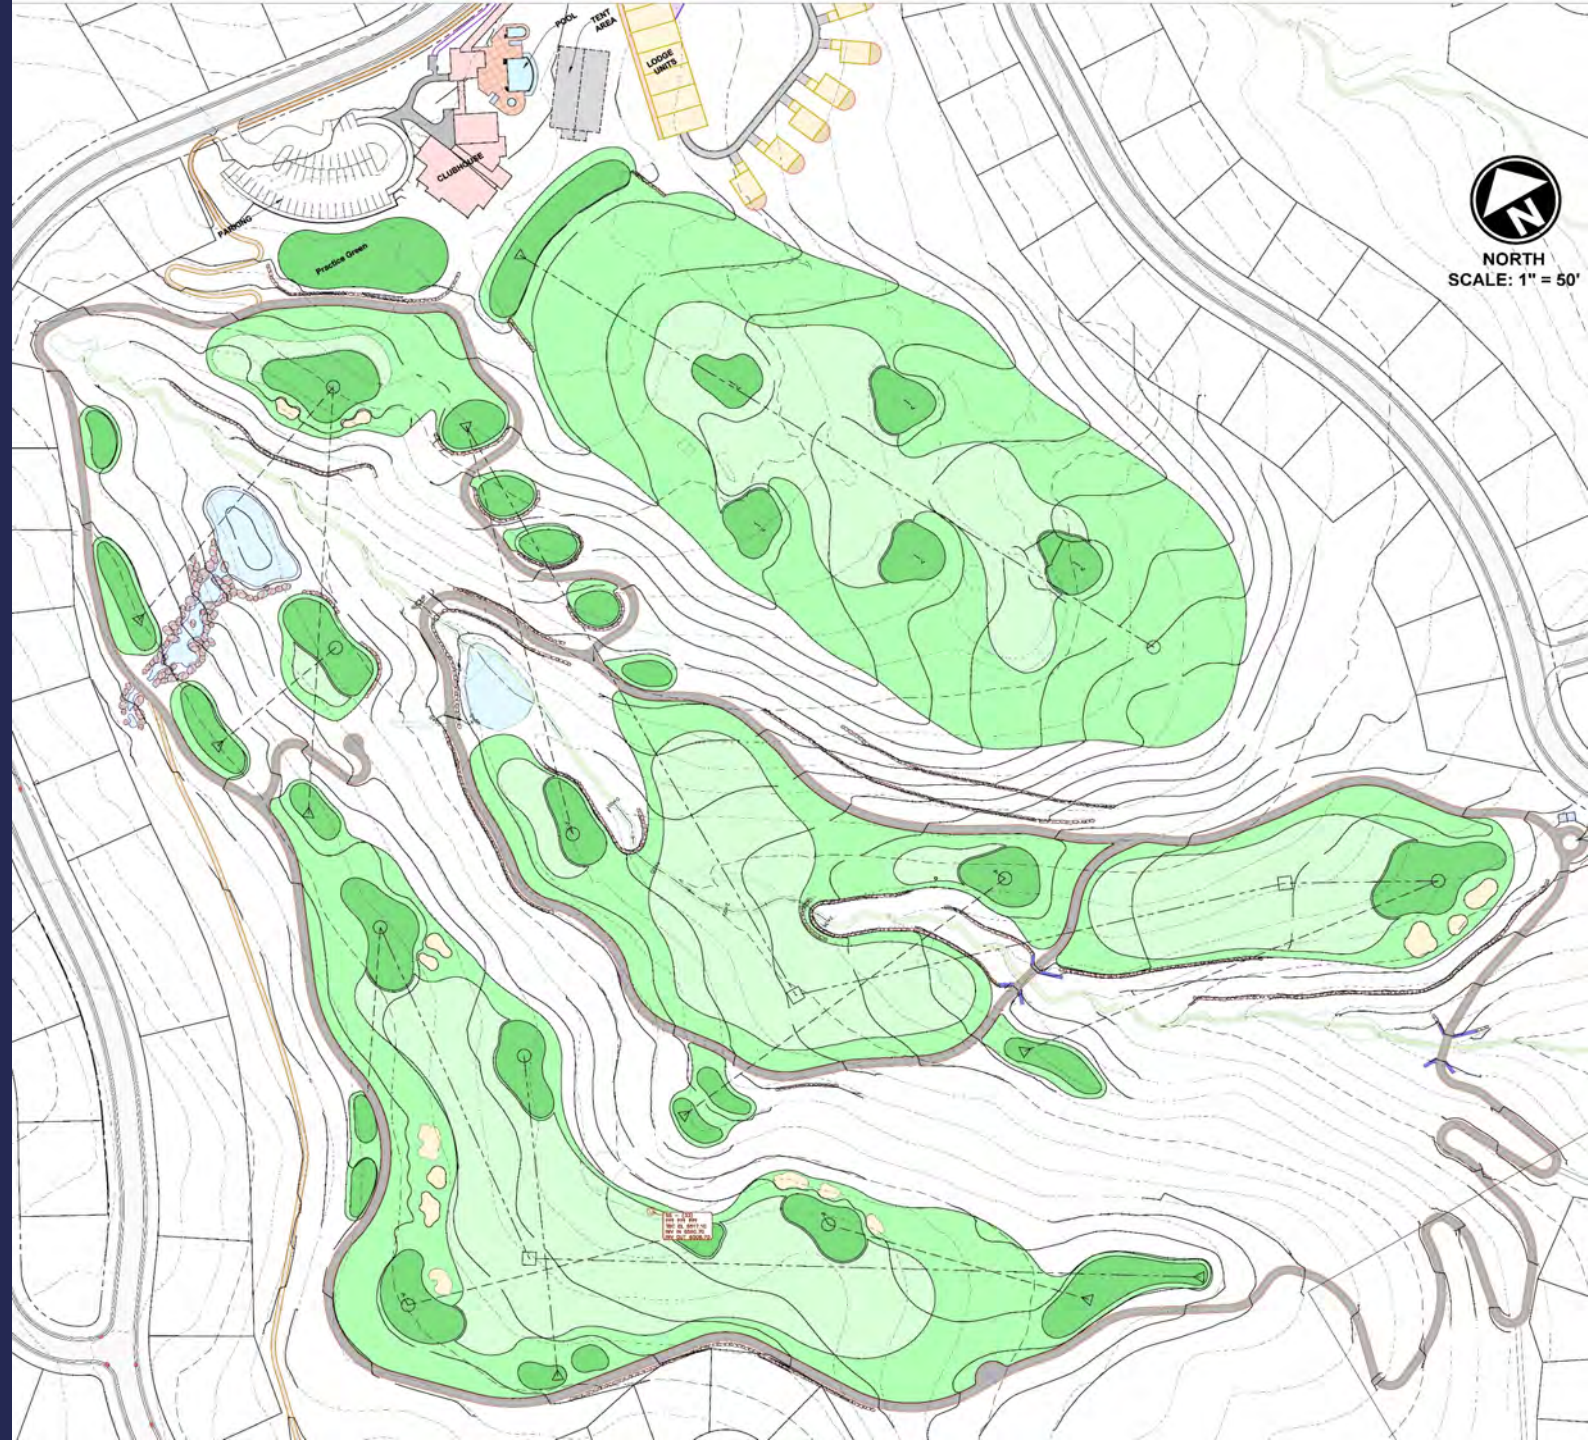 POOL
TENT
AREA
LODGE
UNITS
CLUBHOUSE
PARKING
Practice Green
N
NORTH
SCALE: 1" = 50'